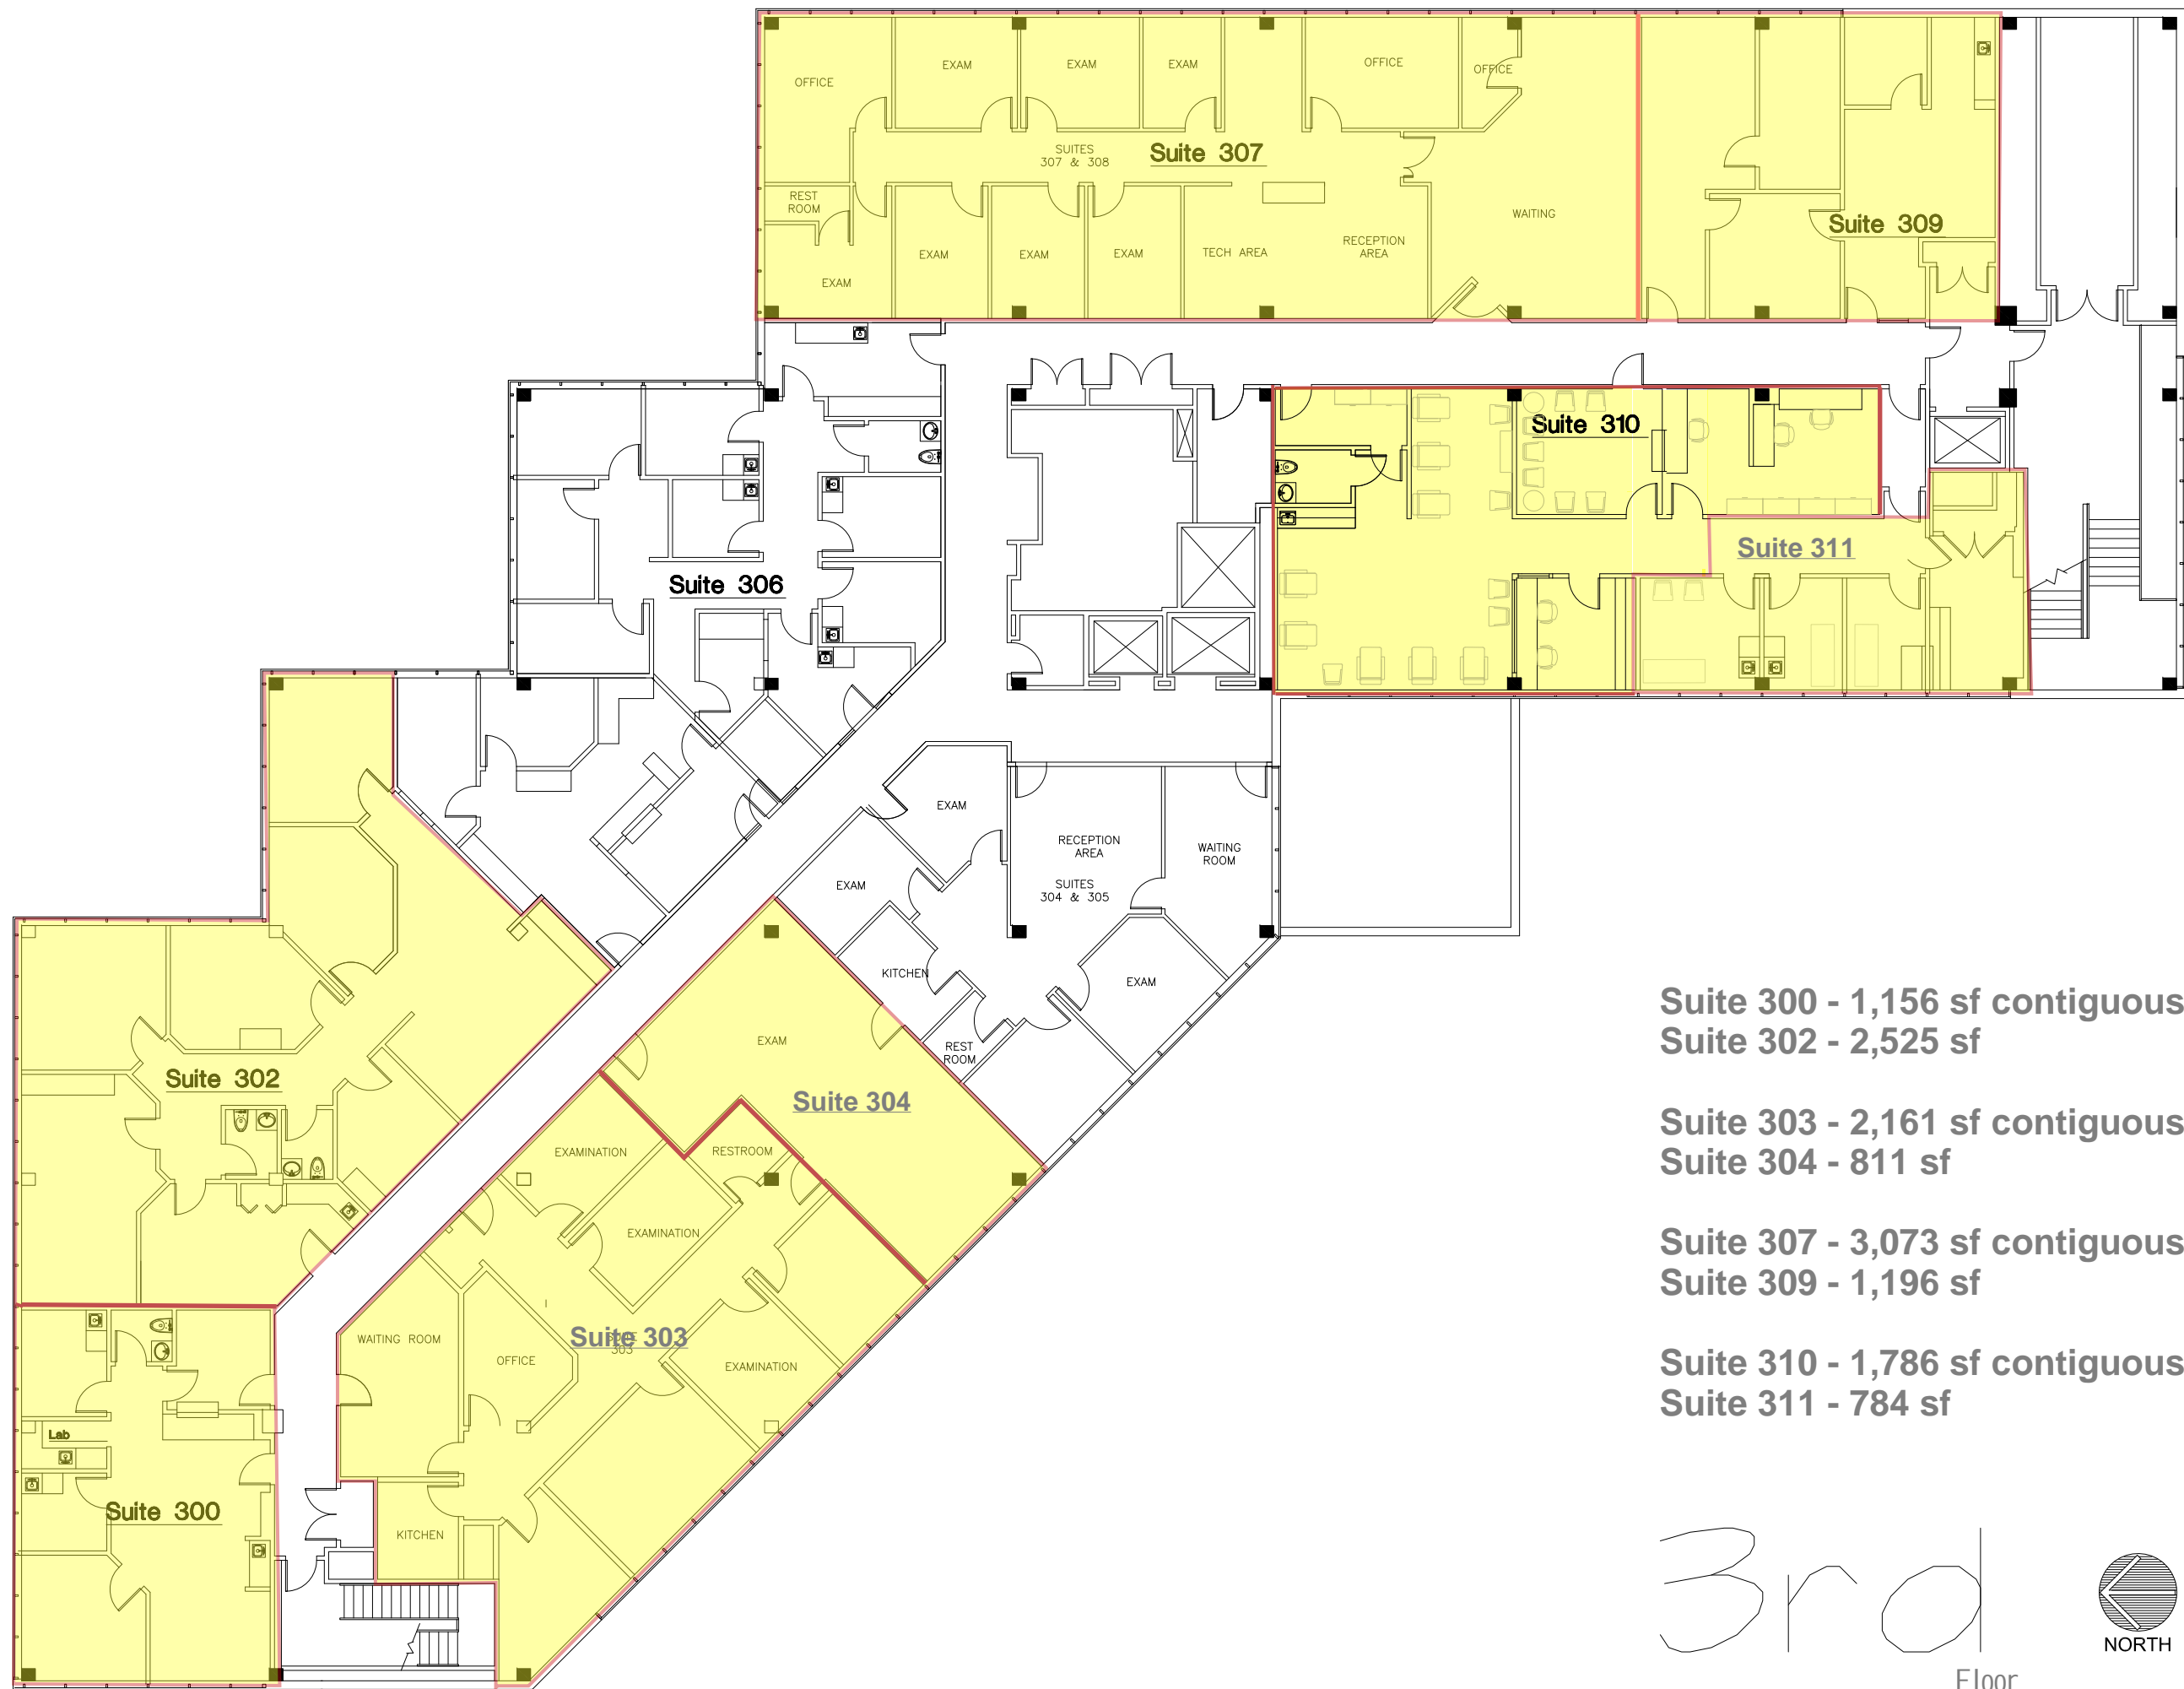 OFFICE
EXAM
EXAM
EXAM
OFFICE
OFFICE
SUITES
307 & 308
Suite 307
REST
ROOM
WAITING
Suite 309
EXAM
EXAM
EXAM
EXAM
TECH AREA
RECEPTION
AREA
Suite 310
Suite 311
Suite 306
EXAM
RECEPTION
AREA
WAITING
ROOM
EXAM
SUITES
304 & 305
KITCHEN
EXAM
REST
ROOM
EXAM
Suite 304
Suite 302
EXAMINATION
RESTROOM
EXAMINATION
WAITING ROOM
Suite 303
SUITE
303
OFFICE
EXAMINATION
Lab
Suite 300
KITCHEN
Suite 300 - 1,156 sf contiguous
Suite 302 - 2,525 sf
Suite 303 - 2,161 sf contiguous
Suite 304 - 811 sf
Suite 307 - 3,073 sf contiguous
Suite 309 - 1,196 sf
Suite 310 - 1,786 sf contiguous
Suite 311 - 784 sf
3rd
Floor
NORTH